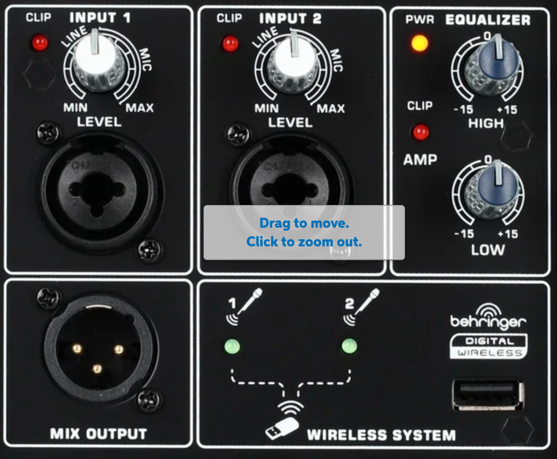 CLIP INPUT 1
LINE
MIC
MIN MAX
LEVEL
CLIP INPUT 2
LINE
MIC
MIN MAX
LEVEL
Drag to move.
Click to zoom out.
PWR EQUALIZER
0
-15 +15
HIGH
CLIP
AMP
0
-15 +15
LOW
MIX OUTPUT
1 2
WIRELESS SYSTEM
behringer
DIGITAL
WIRELESS